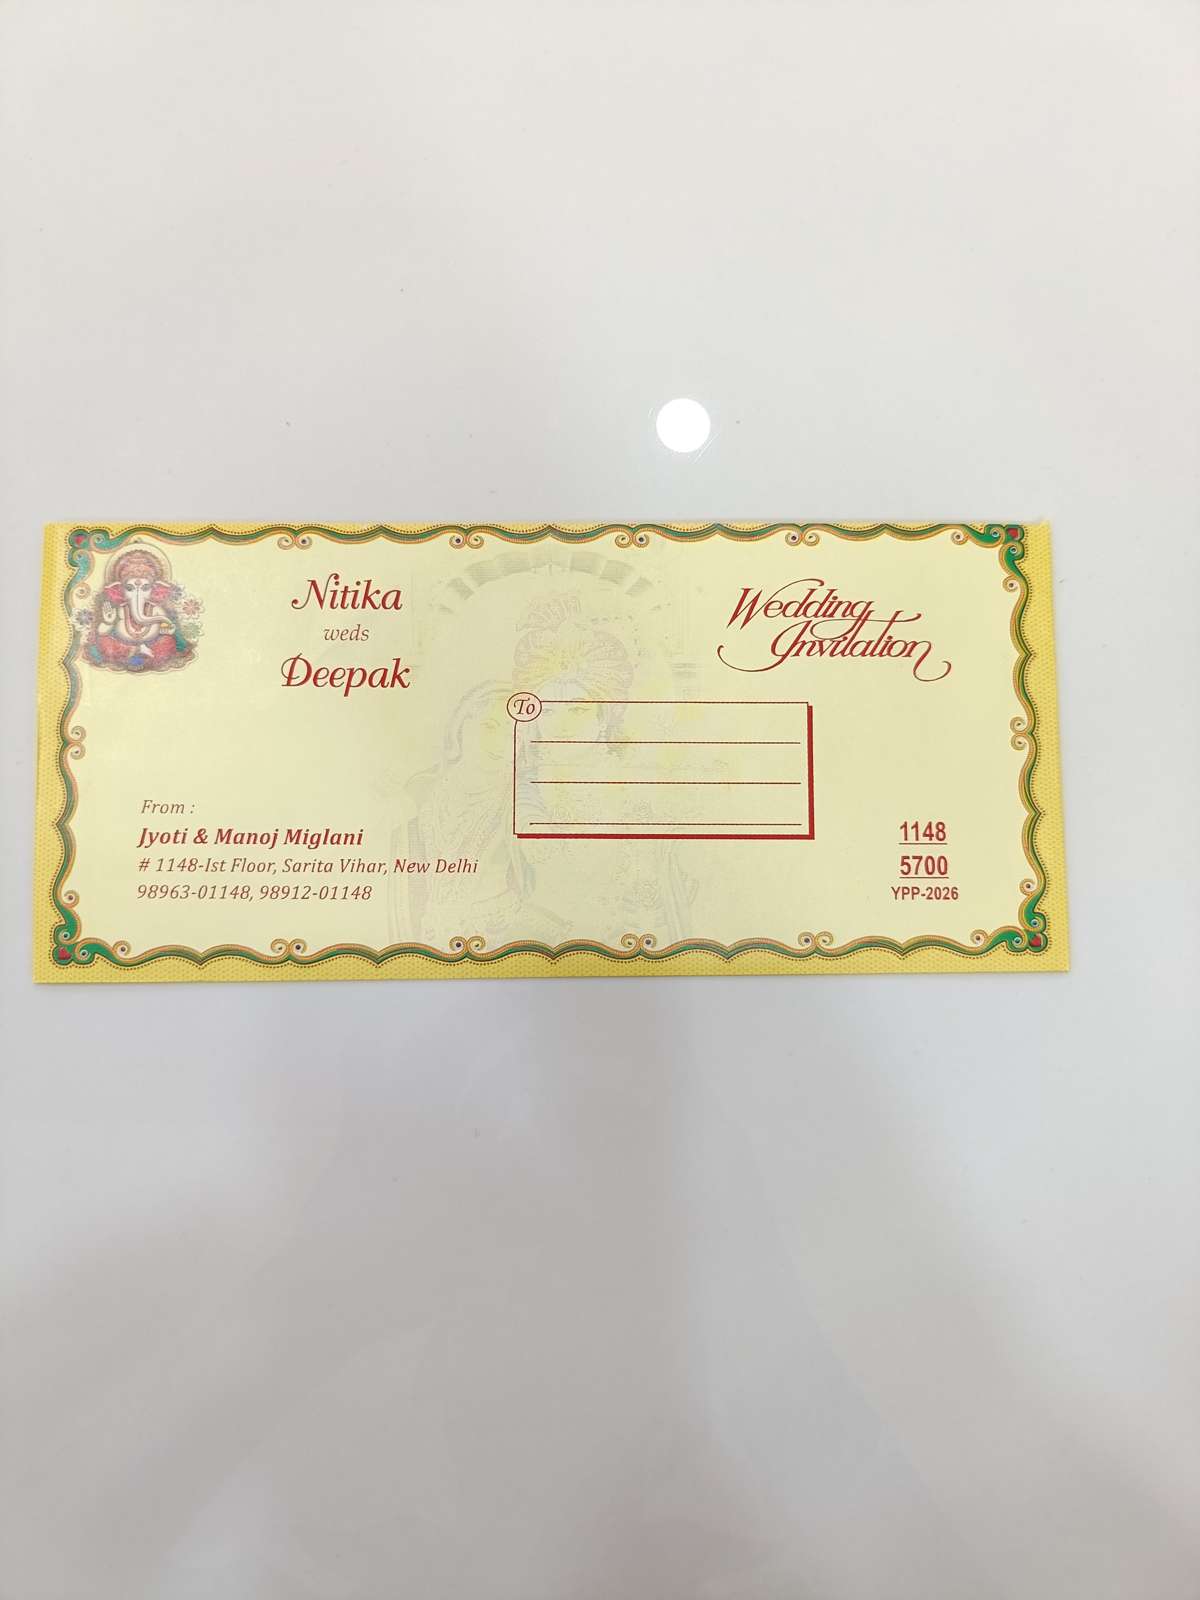 Nitika
weds
Deepak
Wedding
Invitation
To
From :
Jyoti & Manoj Miglani
# 1148-Ist Floor, Sarita Vihar, New Delhi
98963-01148, 98912-01148
1148
5700
YPP-2026